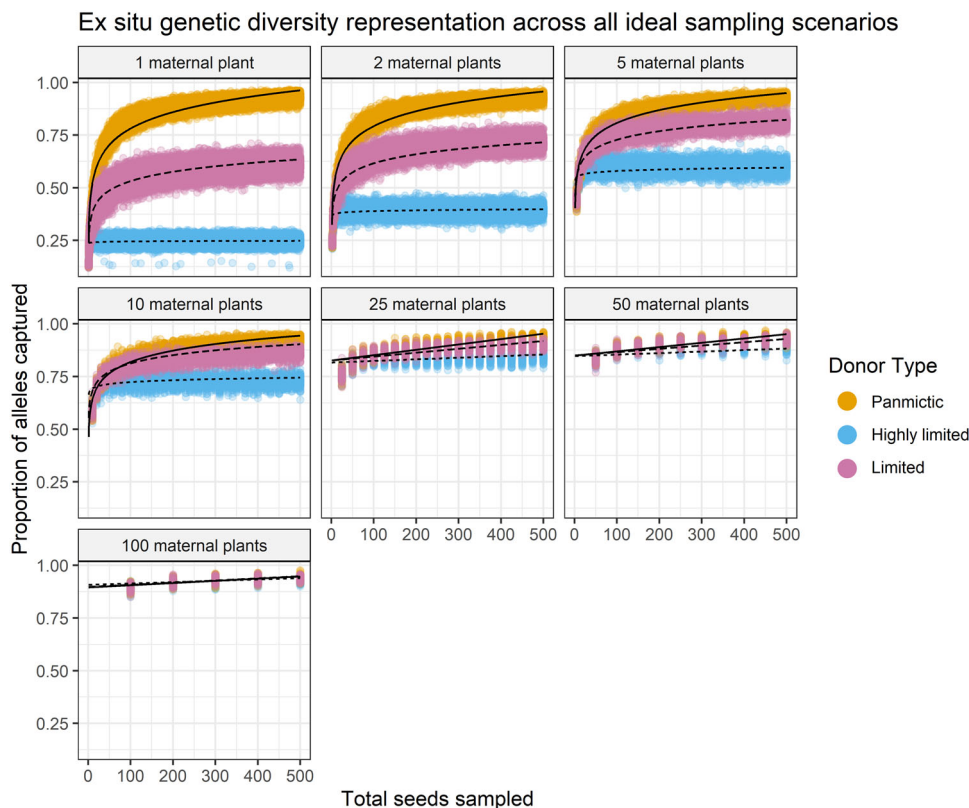 Ex situ genetic diversity representation across all ideal sampling scenarios
1 maternal plant
2 maternal plants
5 maternal plants
1.00
0.75
0.50
0.25
10 maternal plants
25 maternal plants
50 maternal plants
1.00
0.75
0.50
0.25
0 100 200 300 400 500
0 100 200 300 400 500
100 maternal plants
1.00
0.75
0.50
0.25
0 100 200 300 400 500
Proportion of alleles captured
Total seeds sampled
Donor Type
Panmictic
Highly limited
Limited